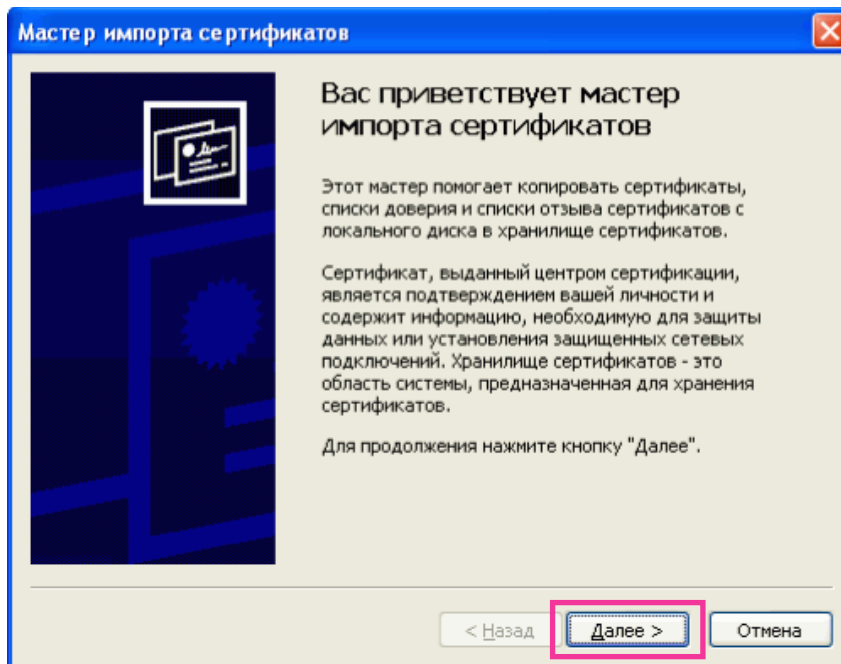 Мастер импорта сертификатов
Вас приветствует мастер
импорта сертификатов
Этот мастер помогает копировать сертификаты,
списки доверия и списки отзыва сертификатов с
локального диска в хранилище сертификатов.
Сертификат, выданный центром сертификации,
является подтверждением вашей личности и
содержит информацию, необходимую для защиты
данных или установления защищенных сетевых
подключений. Хранилище сертификатов - это
область системы, предназначенная для хранения
сертификатов.
Для продолжения нажмите кнопку "Далее".
< Назад Далее > Отмена